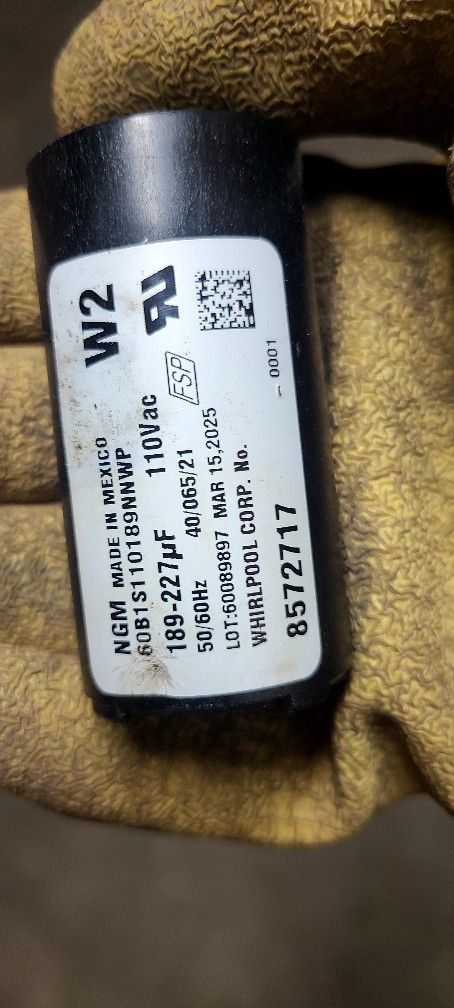 W2
NGM MADE IN MEXICO
60B1S110189NNWP
189-227µF 110Vac
50/60Hz 40/065/21 FSP
LOT:60089897 MAR 15,2025
WHIRLPOOL CORP. No.
8572717
- 0001